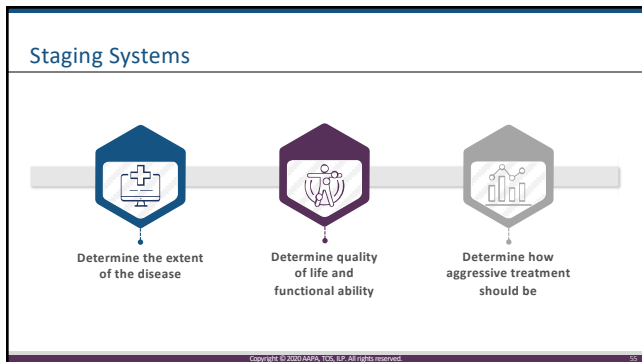 Staging Systems
Determine the extent
of the disease
Determine quality
of life and
functional ability
Determine how
aggressive treatment
should be
Copyright © 2020 AAPA, TOS, ILP. All rights reserved.
55